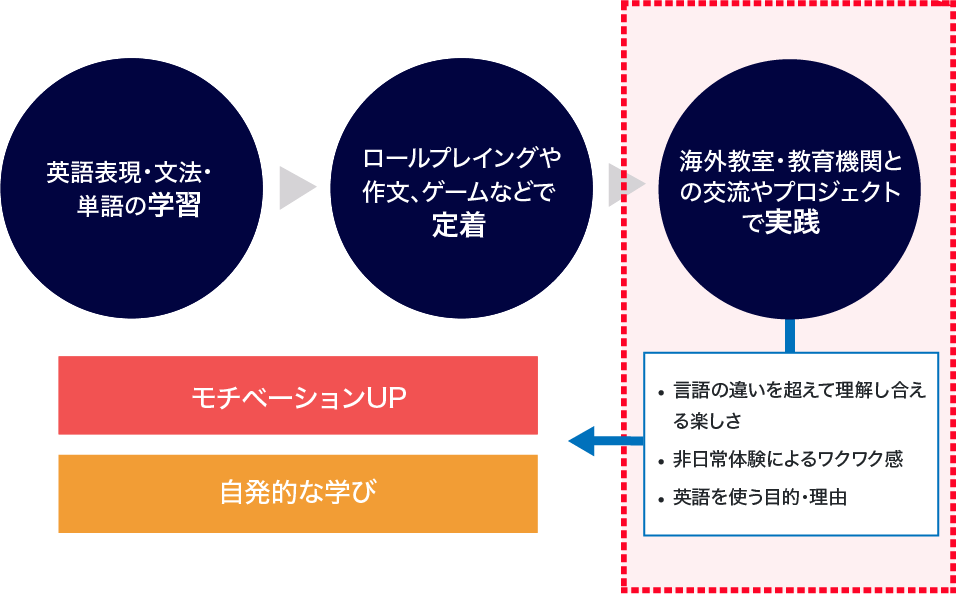 英語表現・文法・
単語の学習
ロールプレイングや
作文、ゲームなどで
定着
海外教室・教育機関と
の交流やプロジェクト
で実践
モチベーションUP
自発的な学び
• 言語の違いを超えて理解し合え
る楽しさ
• 非日常体験によるワクワク感
• 英語を使う目的・理由